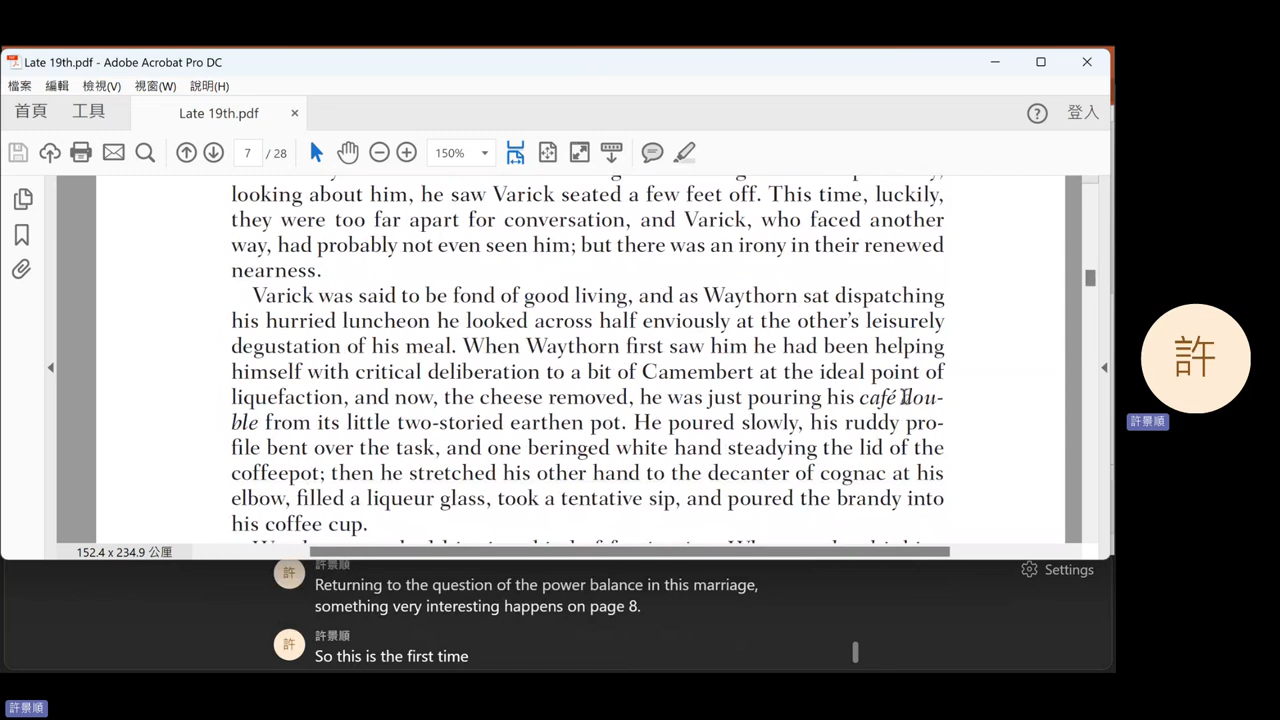 Late 19th.pdf - Adobe Acrobat Pro DC
檔案 編輯 檢視(V) 視窗(W) 說明(H)
首頁 工具 Late 19th.pdf × 登入
7 / 28 150%
looking about him, he saw Varick seated a few feet off. This time, luckily,
they were too far apart for conversation, and Varick, who faced another
way, had probably not even seen him; but there was an irony in their renewed
nearness.
Varick was said to be fond of good living, and as Waythorn sat dispatching
his hurried luncheon he looked across half enviously at the other's leisurely
degustation of his meal. When Waythorn first saw him he had been helping
himself with critical deliberation to a bit of Camembert at the ideal point of
liquefaction, and now, the cheese removed, he was just pouring his café dou-
ble from its little two-storied earthen pot. He poured slowly, his ruddy pro-
file bent over the task, and one beringed white hand steadying the lid of the
coffeepot; then he stretched his other hand to the decanter of cognac at his
elbow, filled a liqueur glass, took a tentative sip, and poured the brandy into
his coffee cup.
152.4 x 234.9 公厘
許景順
許
Returning to the question of the power balance in this marriage,
something very interesting happens on page 8.
Settings
許景順
許
So this is the first time
許
許景順
許景順